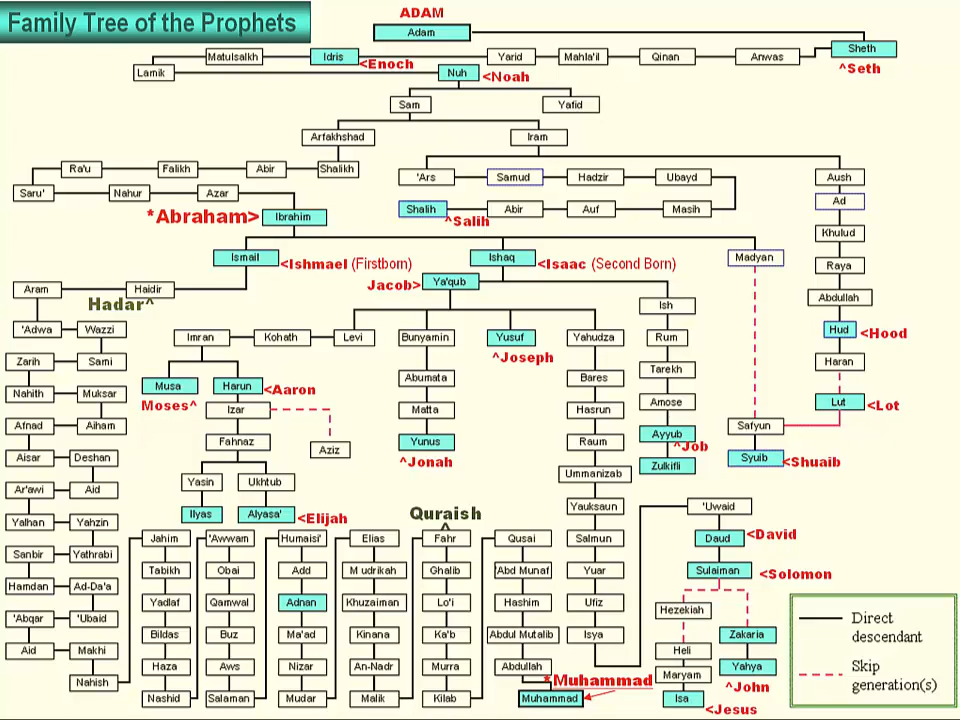 Family Tree of the Prophets
ADAM
Adam
Sheth
^Seth
Anwas
Qinan
Mahla'il
Yarid
Idris
<Enoch
Matulsalkh
Lamik
Nuh
<Noah
Sam
Yafid
Arfakhshad
Iram
Shalikh
Abir
Falikh
Ra'u
Saru'
Nahur
Azar
*Abraham>
Ibrahim
'Ars
Samud
Hadzir
Ubayd
Masih
Auf
Abir
Shalih
^Salih
Aush
Ad
Khulud
Raya
Abdullah
Hud
<Hood
Haran
Lut
<Lot
Ismail
<Ishmael (Firstborn)
Ishaq
<Isaac (Second Born)
Madyan
Safyun
Syuib
<Shuaib
Jacob>
Ya'qub
Aram
Haidir
Hadar^
'Adwa
Wazzi
Zarih
Sami
Nahith
Muksar
Afnad
Aiham
Aisar
Deshan
Ar'awi
Aid
Yalhan
Yahzin
Sanbir
Yathrabi
Hamdan
Ad-Da'a
'Abqar
'Ubaid
Aid
Makhi
Nahish
Imran
Kohath
Levi
Musa
Moses^
Harun
<Aaron
Izar
Aziz
Fahnaz
Yasin
Ukhtub
Ilyas
Alyasa'
<Elijah
Bunyamin
Abumata
Matta
Yunus
^Jonah
Yusuf
^Joseph
Yahudza
Bares
Hasrun
Raum
Ummanizab
Yauksaun
Salmun
Yuar
Ufiz
Isya
Ish
Rum
Tarekh
Amose
Ayyub
^Job
Zulkifli
Quraish
^
Jahim
Tabikh
Yadlaf
Bildas
Haza
Nashid
'Awwam
Obai
Qamwal
Buz
Aws
Salaman
Humaisi'
Add
Adnan
Ma'ad
Nizar
Mudar
Elias
Mudrikah
Khuzaiman
Kinana
An-Nadr
Malik
Fahr
Ghalib
Lo'i
Ka'b
Murra
Kilab
Qusai
'Abd Munaf
Hashim
Abdul Mutalib
Abdullah
*Muhammad
Muhammad
'Uwaid
Daud
<David
Sulaiman
<Solomon
Hezekiah
Heli
Maryam
Isa
<Jesus
Zakaria
Yahya
^John
Direct
descendant
Skip
generation(s)